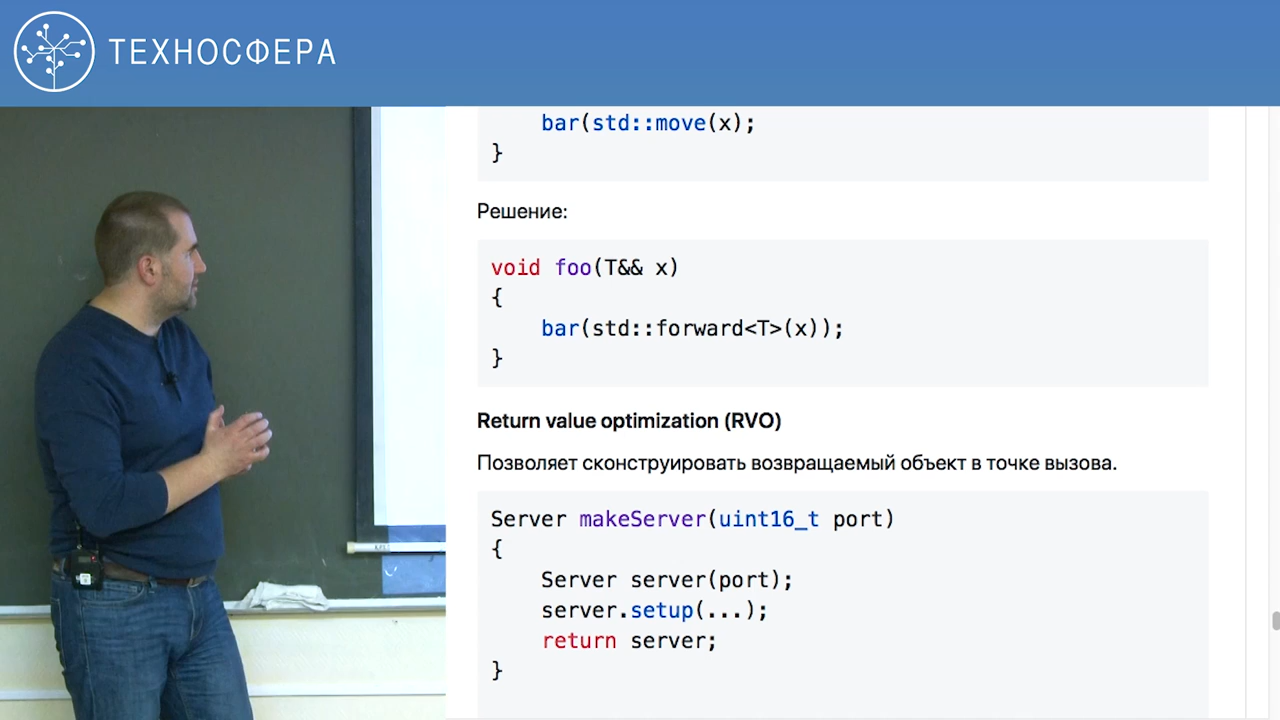 ТЕХНОСФЕРА
bar(std::move(x);
}
Решение:
void foo(T&& x)
{
bar(std::forward<T>(x));
}
Return value optimization (RVO)
Позволяет сконструировать возвращаемый объект в точке вызова.
Server makeServer(uint16_t port)
{
Server server(port);
server.setup(...);
return server;
}